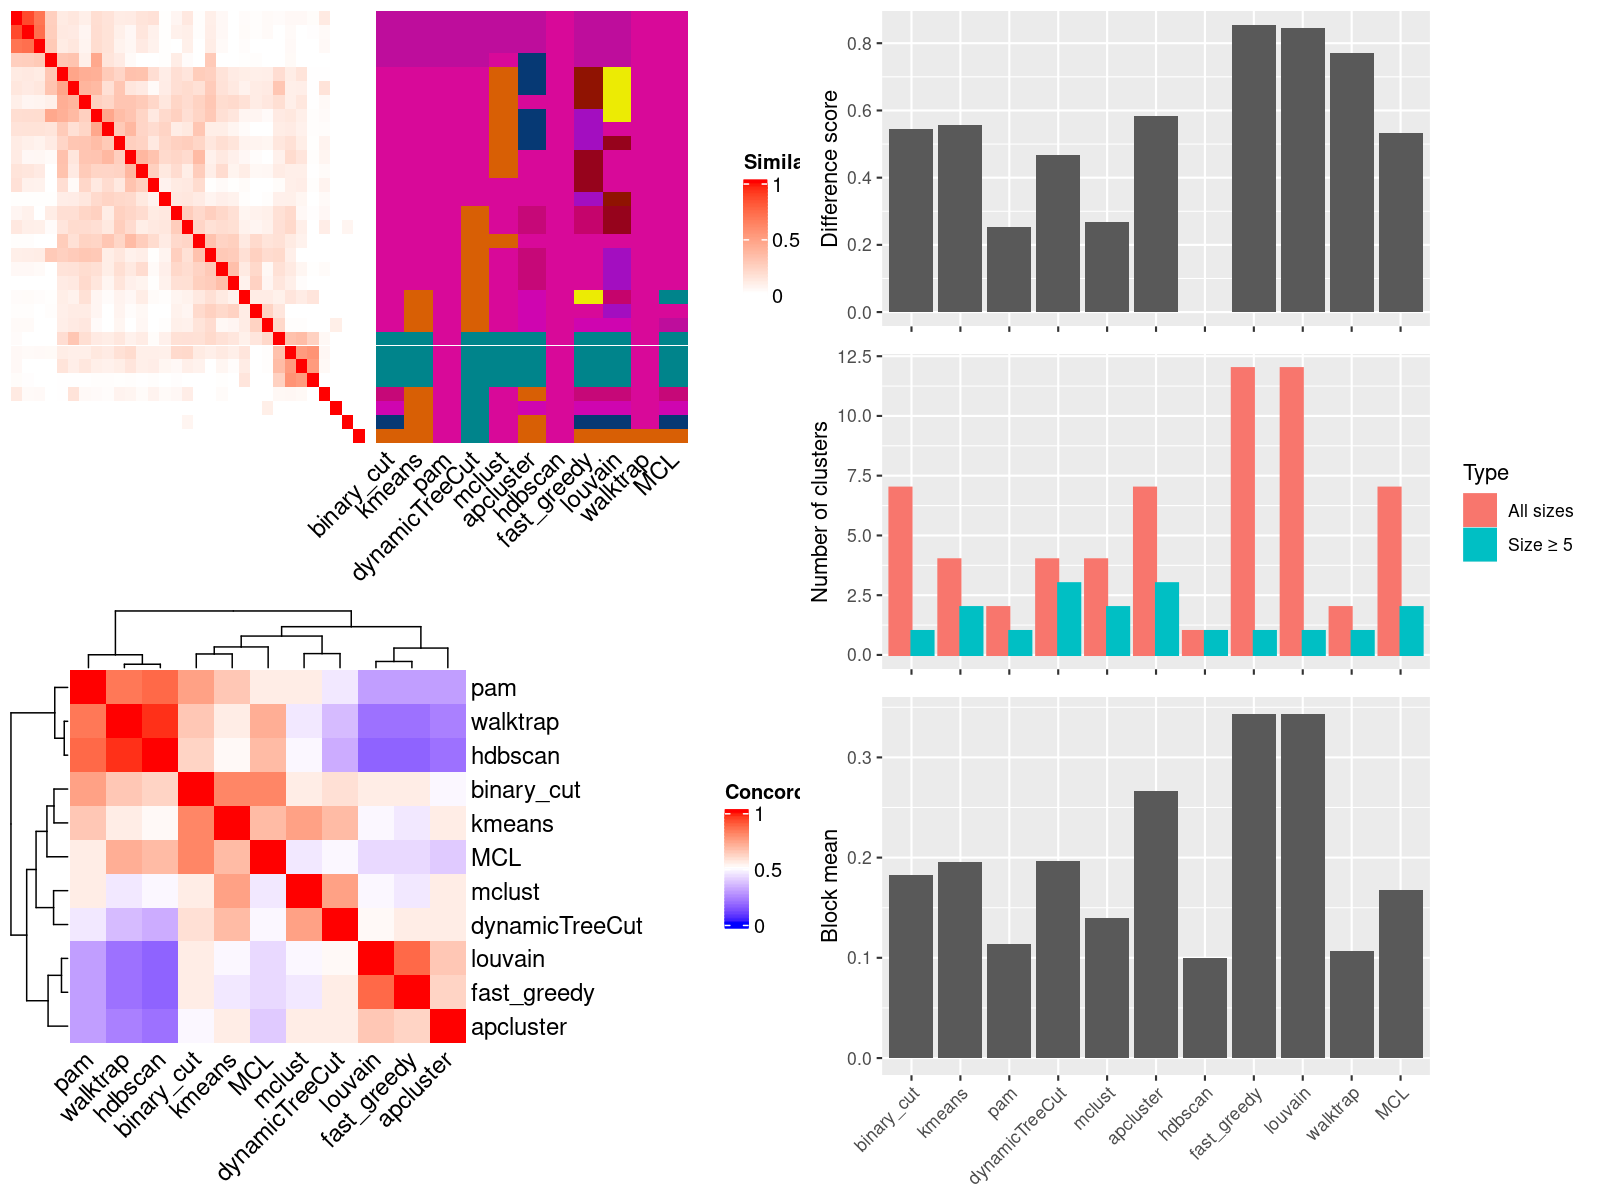 Simila
1
0.5
0
binary_cut
kmeans
pam
dynamicTreeCut
mclust
apcluster
hdbscan
fast_greedy
louvain
walktrap
MCL
Concord
1
0.5
0
pam
walktrap
hdbscan
binary_cut
kmeans
MCL
mclust
dynamicTreeCut
louvain
fast_greedy
apcluster
pam
walktrap
hdbscan
binary_cut
kmeans
MCL
mclust
dynamicTreeCut
louvain
fast_greedy
apcluster
Difference score
0.8
0.6
0.4
0.2
0.0
Number of clusters
12.5
10.0
7.5
5.0
2.5
0.0
Type
All sizes
Size ≥ 5
Block mean
0.3
0.2
0.1
0.0
binary_cut
kmeans
pam
dynamicTreeCut
mclust
apcluster
hdbscan
fast_greedy
louvain
walktrap
MCL